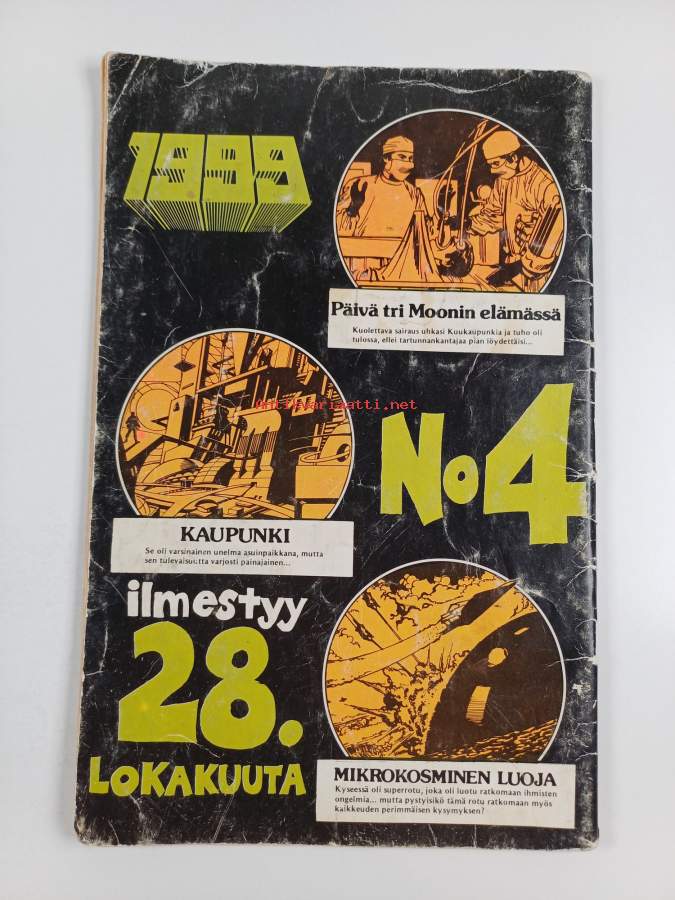 1999
Päivä tri Moonin elämässä
Kuolettava sairaus uhkasi Kuukaupunkia ja tuho oli
tulossa, ellei tartunnankantajaa pian löydettäisi...
Antikvariaatti.net
No4
KAUPUNKI
Se oli varsinainen unelma asuinpaikkana, mutta
sen tulevaisuutta varjosti painajainen...
ilmestyy
28.
LOKAKUUTA
MIKROKOSMINEN LUOJA
Kyseessä oli superrotu, joka oli luotu ratkomaan ihmisten
ongelmia... mutta pystyisikö tämä rotu ratkomaan myös
kaikkeuden perimmäisen kysymyksen?